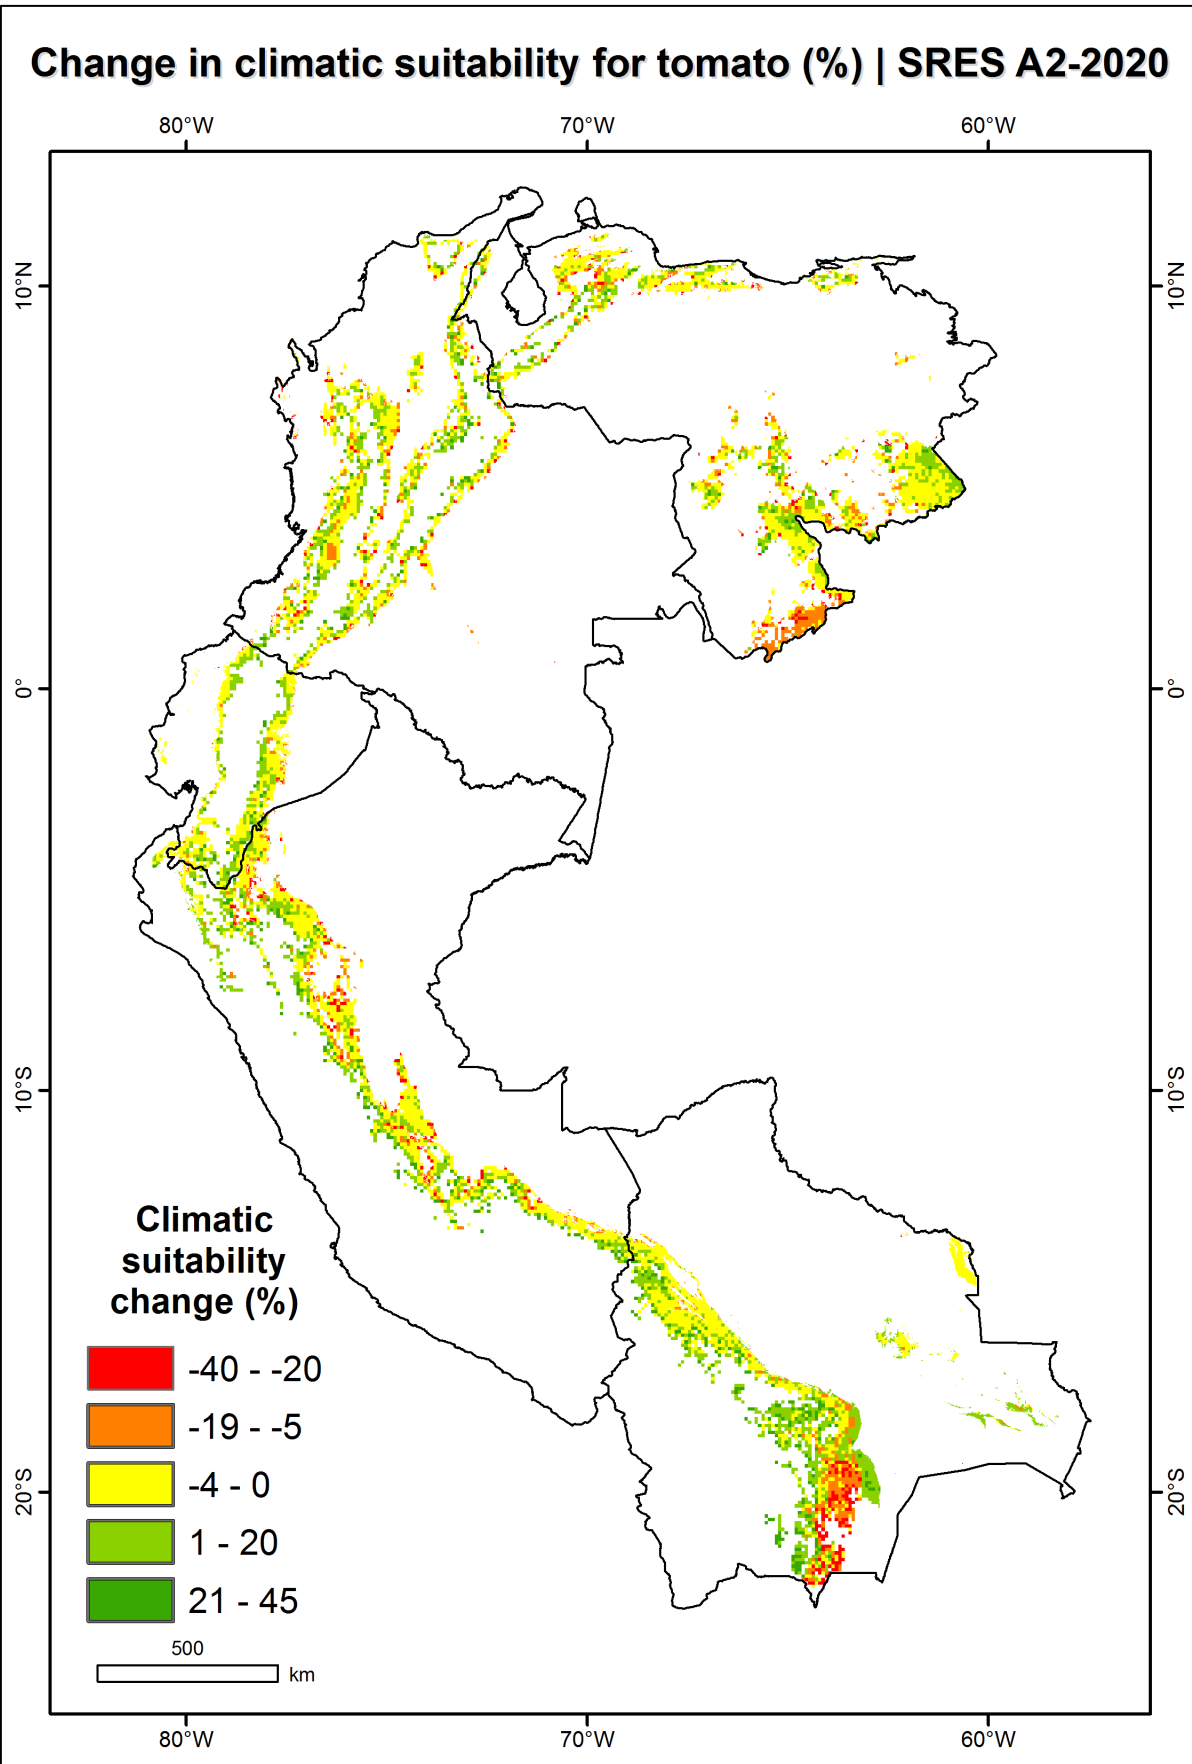 Change in climatic suitability for tomato (%) | SRES A2-2020
80°W 70°W 60°W
10°N 10°N
0° 0°
10°S 10°S
20°S 20°S
Climatic
suitability
change (%)
-40 - -20
-19 - -5
-4 - 0
1 - 20
21 - 45
500
km
80°W 70°W 60°W